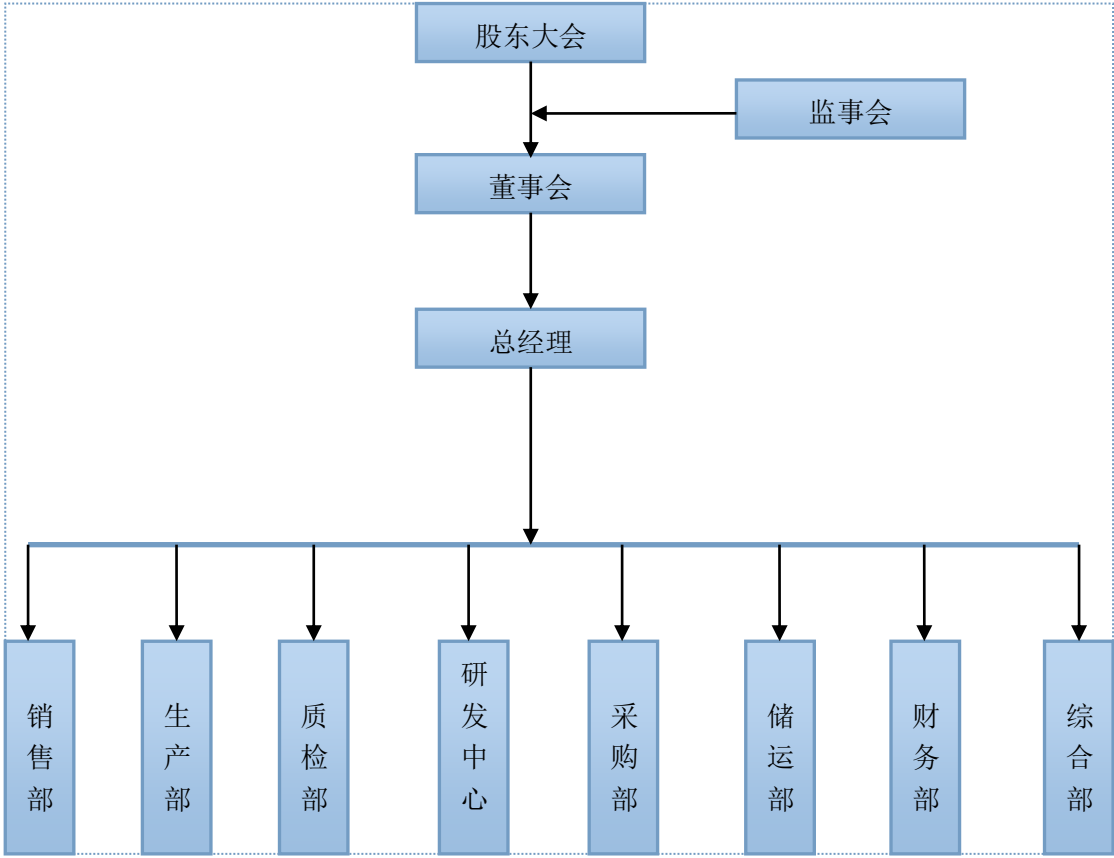 股东大会
监事会
董事会
总经理
销售部
生产部
质检部
研发中心
采购部
储运部
财务部
综合部